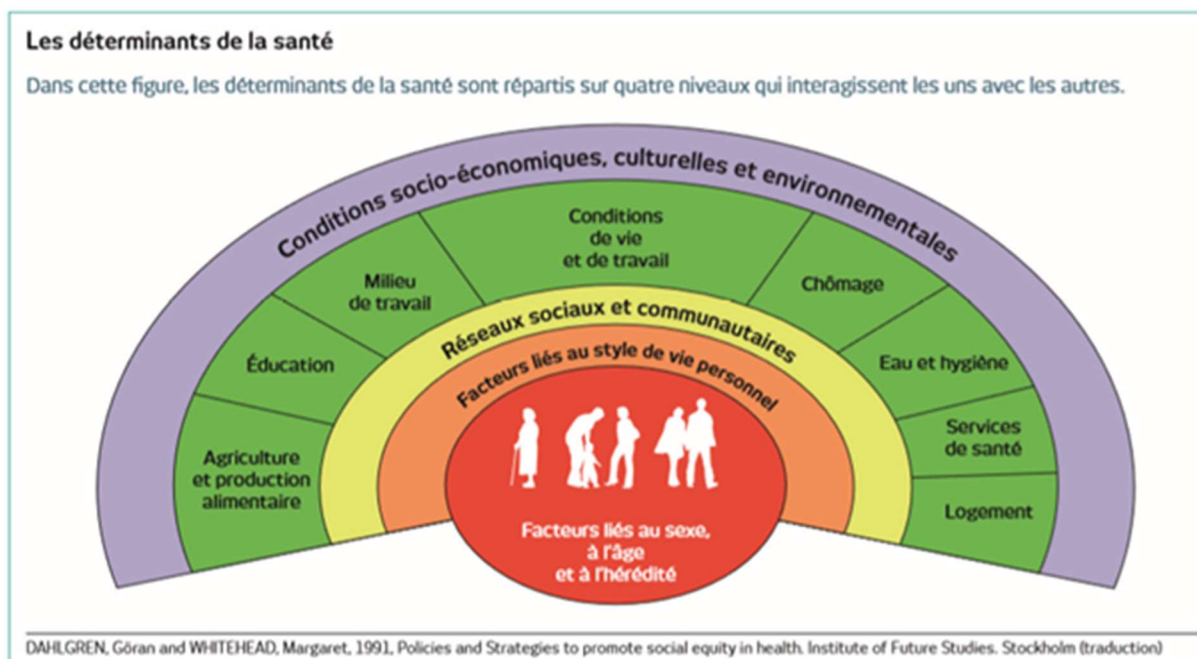 Les déterminants de la santé
Dans cette figure, les déterminants de la santé sont répartis sur quatre niveaux qui interagissent les uns avec les autres.
Conditions socio-économiques, culturelles et environnementales
Conditions
de vie
et de travail
Milieu
de travail
Chômage
Éducation
Eau et hygiène
Agriculture
et production
alimentaire
Services
de santé
Logement
Réseaux sociaux et communautaires
Facteurs liés au style de vie personnel
Facteurs liés au sexe,
à l'âge
et à l'hérédité
DAHLGREN, Göran and WHITEHEAD, Margaret, 1991, Policies and Strategies to promote social equity in health. Institute of Future Studies. Stockholm (traduction)